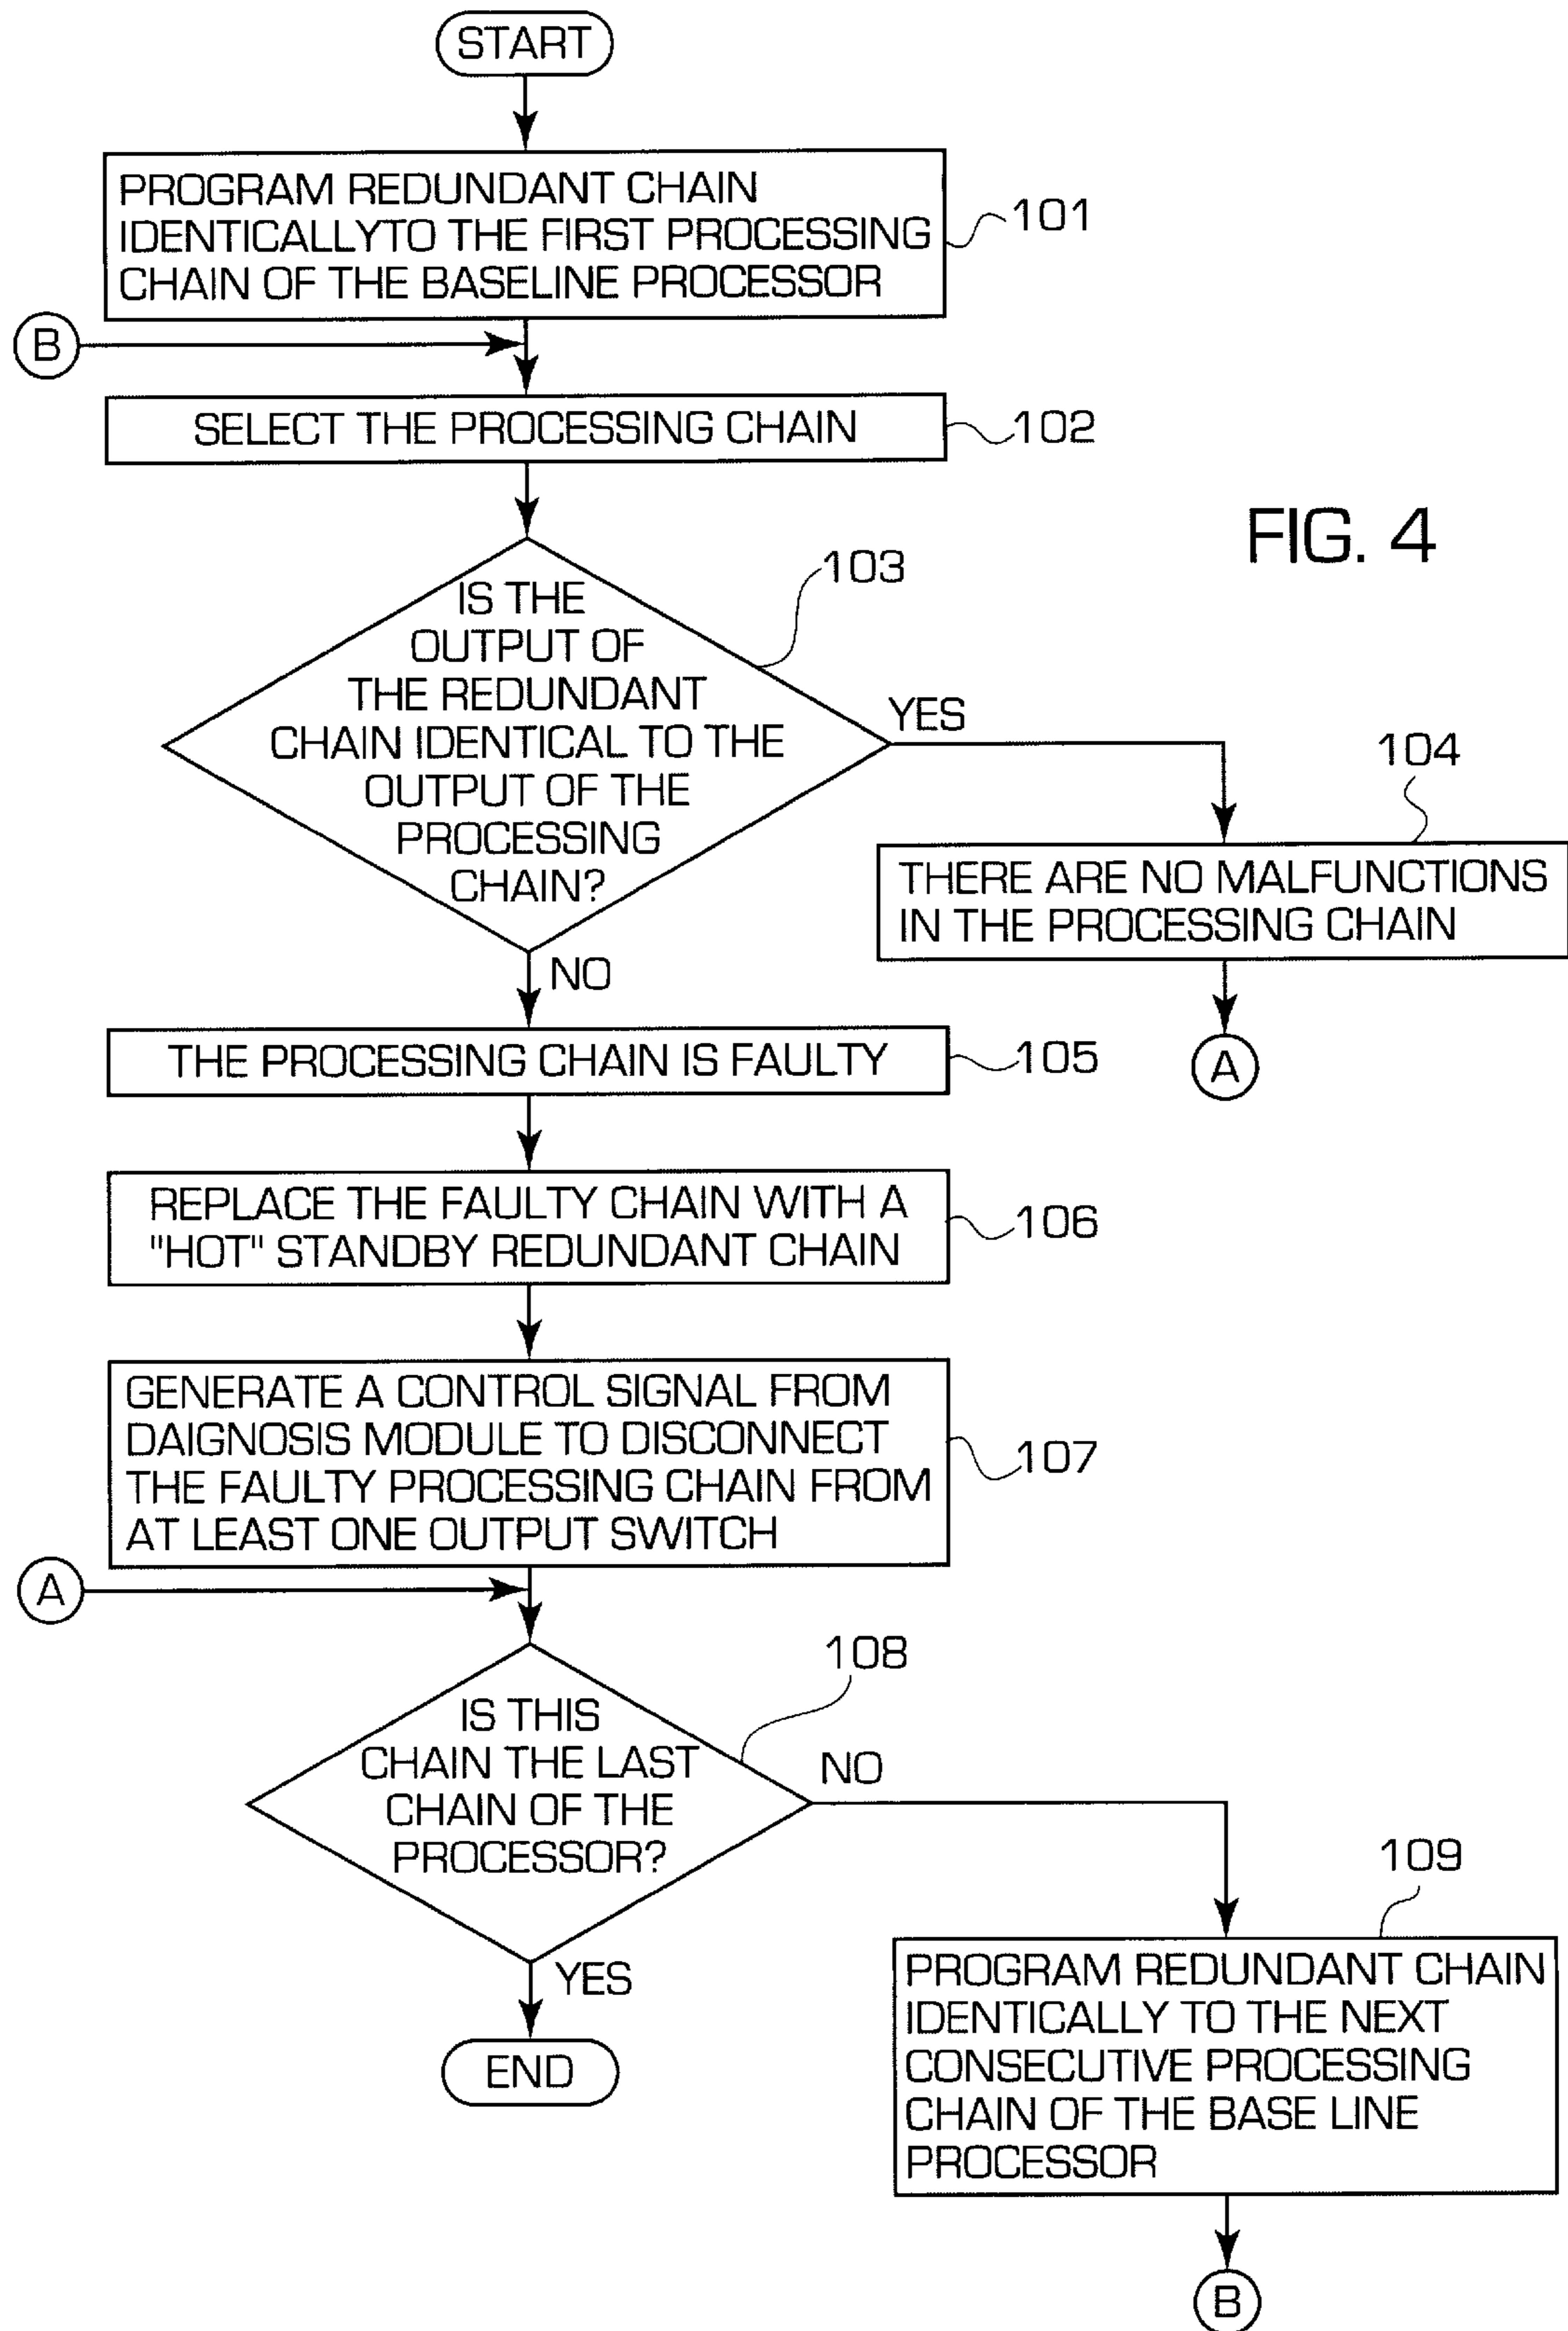 START
PROGRAM REDUNDANT CHAIN
IDENTICALLYTO THE FIRST PROCESSING
CHAIN OF THE BASELINE PROCESSOR
101
B
SELECT THE PROCESSING CHAIN
102
FIG. 4
103
IS THE
OUTPUT OF
THE REDUNDANT
CHAIN IDENTICAL TO THE
OUTPUT OF THE
PROCESSING
CHAIN?
YES
104
THERE ARE NO MALFUNCTIONS
IN THE PROCESSING CHAIN
A
NO
THE PROCESSING CHAIN IS FAULTY
105
REPLACE THE FAULTY CHAIN WITH A
"HOT" STANDBY REDUNDANT CHAIN
106
GENERATE A CONTROL SIGNAL FROM
DAIGNOSIS MODULE TO DISCONNECT
THE FAULTY PROCESSING CHAIN FROM
AT LEAST ONE OUTPUT SWITCH
107
A
108
IS THIS
CHAIN THE LAST
CHAIN OF THE
PROCESSOR?
NO
109
PROGRAM REDUNDANT CHAIN
IDENTICALLY TO THE NEXT
CONSECUTIVE PROCESSING
CHAIN OF THE BASE LINE
PROCESSOR
YES
END
B